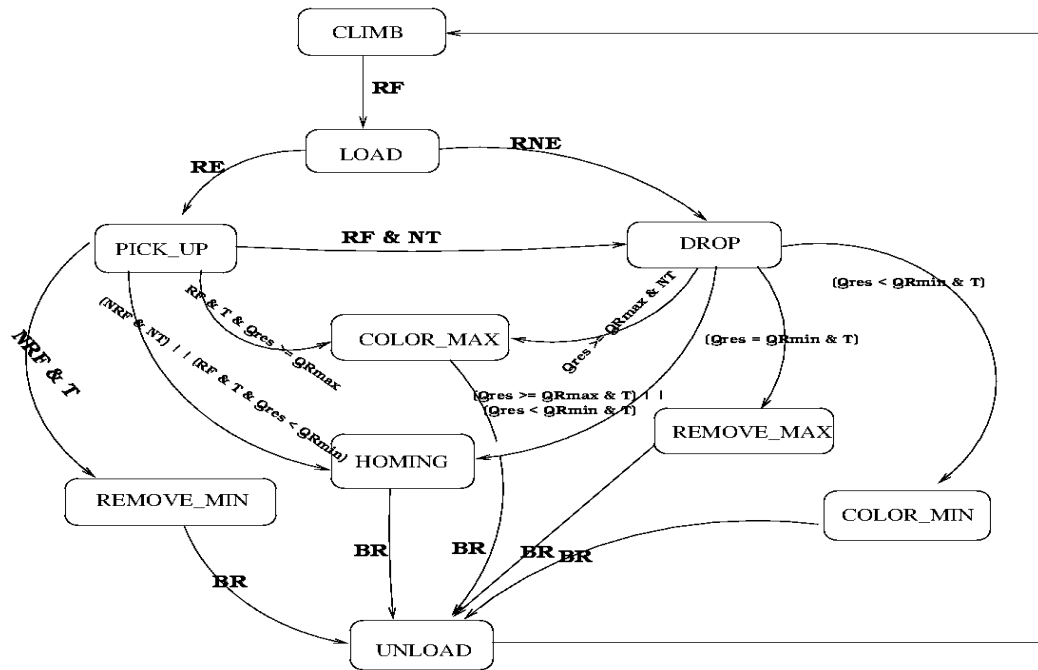 CLIMB
RF
LOAD
RE
RNE
PICK_UP
RF & NT
DROP
(Qres < QRmin & T)
RF & T & Qres >= QRmax
COLOR_MAX
Qres >= QRmax & NT
(Qres = QRmin & T)
NRF & T
(NRF & NT) | | (RF & T & Qres < QRmin)
(Qres >= QRmax & T) | |
(Qres < QRmin & T)
REMOVE_MAX
HOMING
REMOVE_MIN
COLOR_MIN
BR
BR
BR
BR
BR
UNLOAD